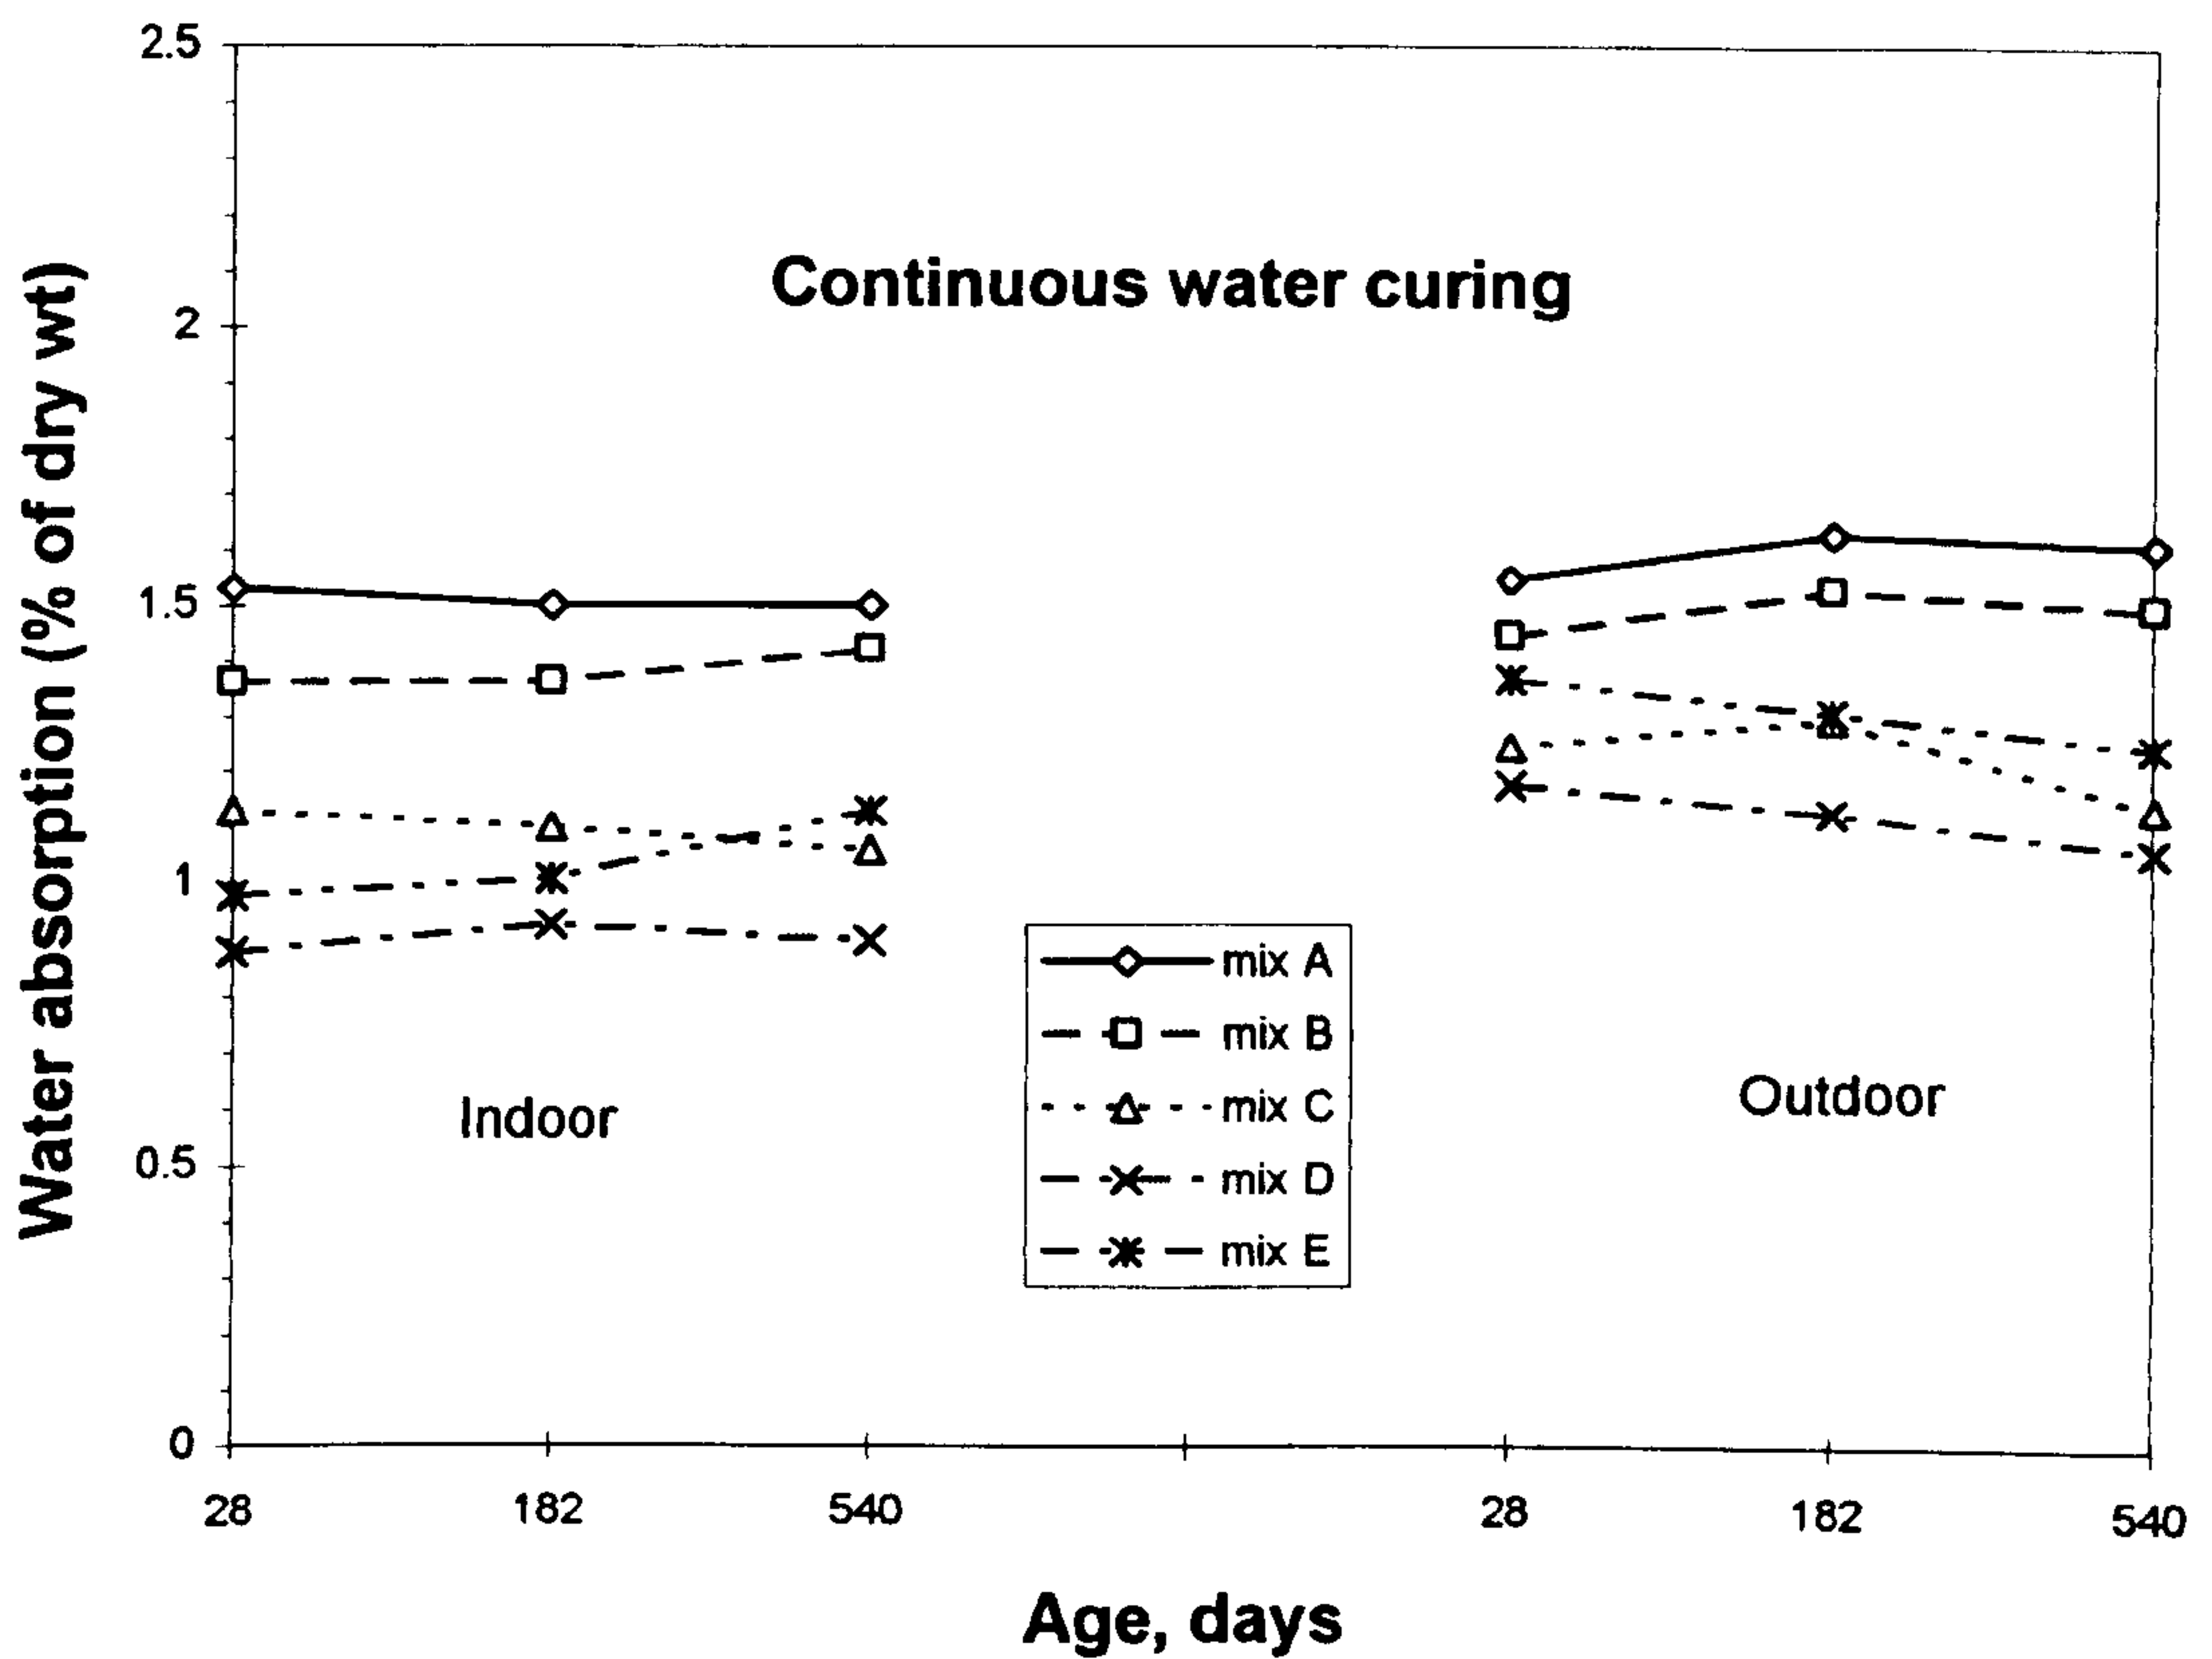 Water absorption (% of dry wt)
2.5
2
1.5
1
0.5
0
Continuous water curing
Indoor
Outdoor
mix A
mix B
mix C
mix D
mix E
28 182 540 28 182 540
Age, days